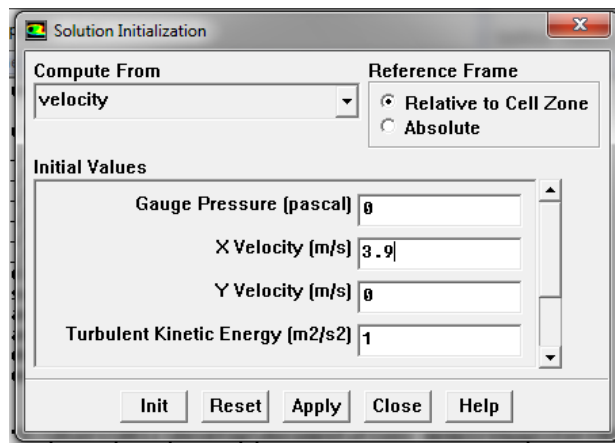 Solution Initialization
Compute From
Reference Frame
velocity
Relative to Cell Zone
Absolute
Initial Values
Gauge Pressure (pascal) 0
X Velocity (m/s) 3.9
Y Velocity (m/s) 0
Turbulent Kinetic Energy (m2/s2) 1
Init Reset Apply Close Help